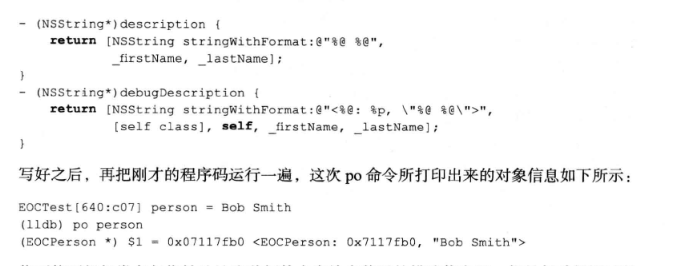 - (NSString*)description {
    return [NSString stringWithFormat:@"%@ %@",
            _firstName, _lastName];
}
- (NSString*)debugDescription {
    return [NSString stringWithFormat:@"<%@: %p, \"%@ %@\">",
            [self class], self, _firstName, _lastName];
}
写好之后，再把刚才的程序码运行一遍，这次 po 命令所打印出来的对象信息如下所示：
EOCTest[640:c07] person = Bob Smith
(lldb) po person
(EOCPerson *) $1 = 0x07117fb0 <EOCPerson: 0x7117fb0, "Bob Smith">